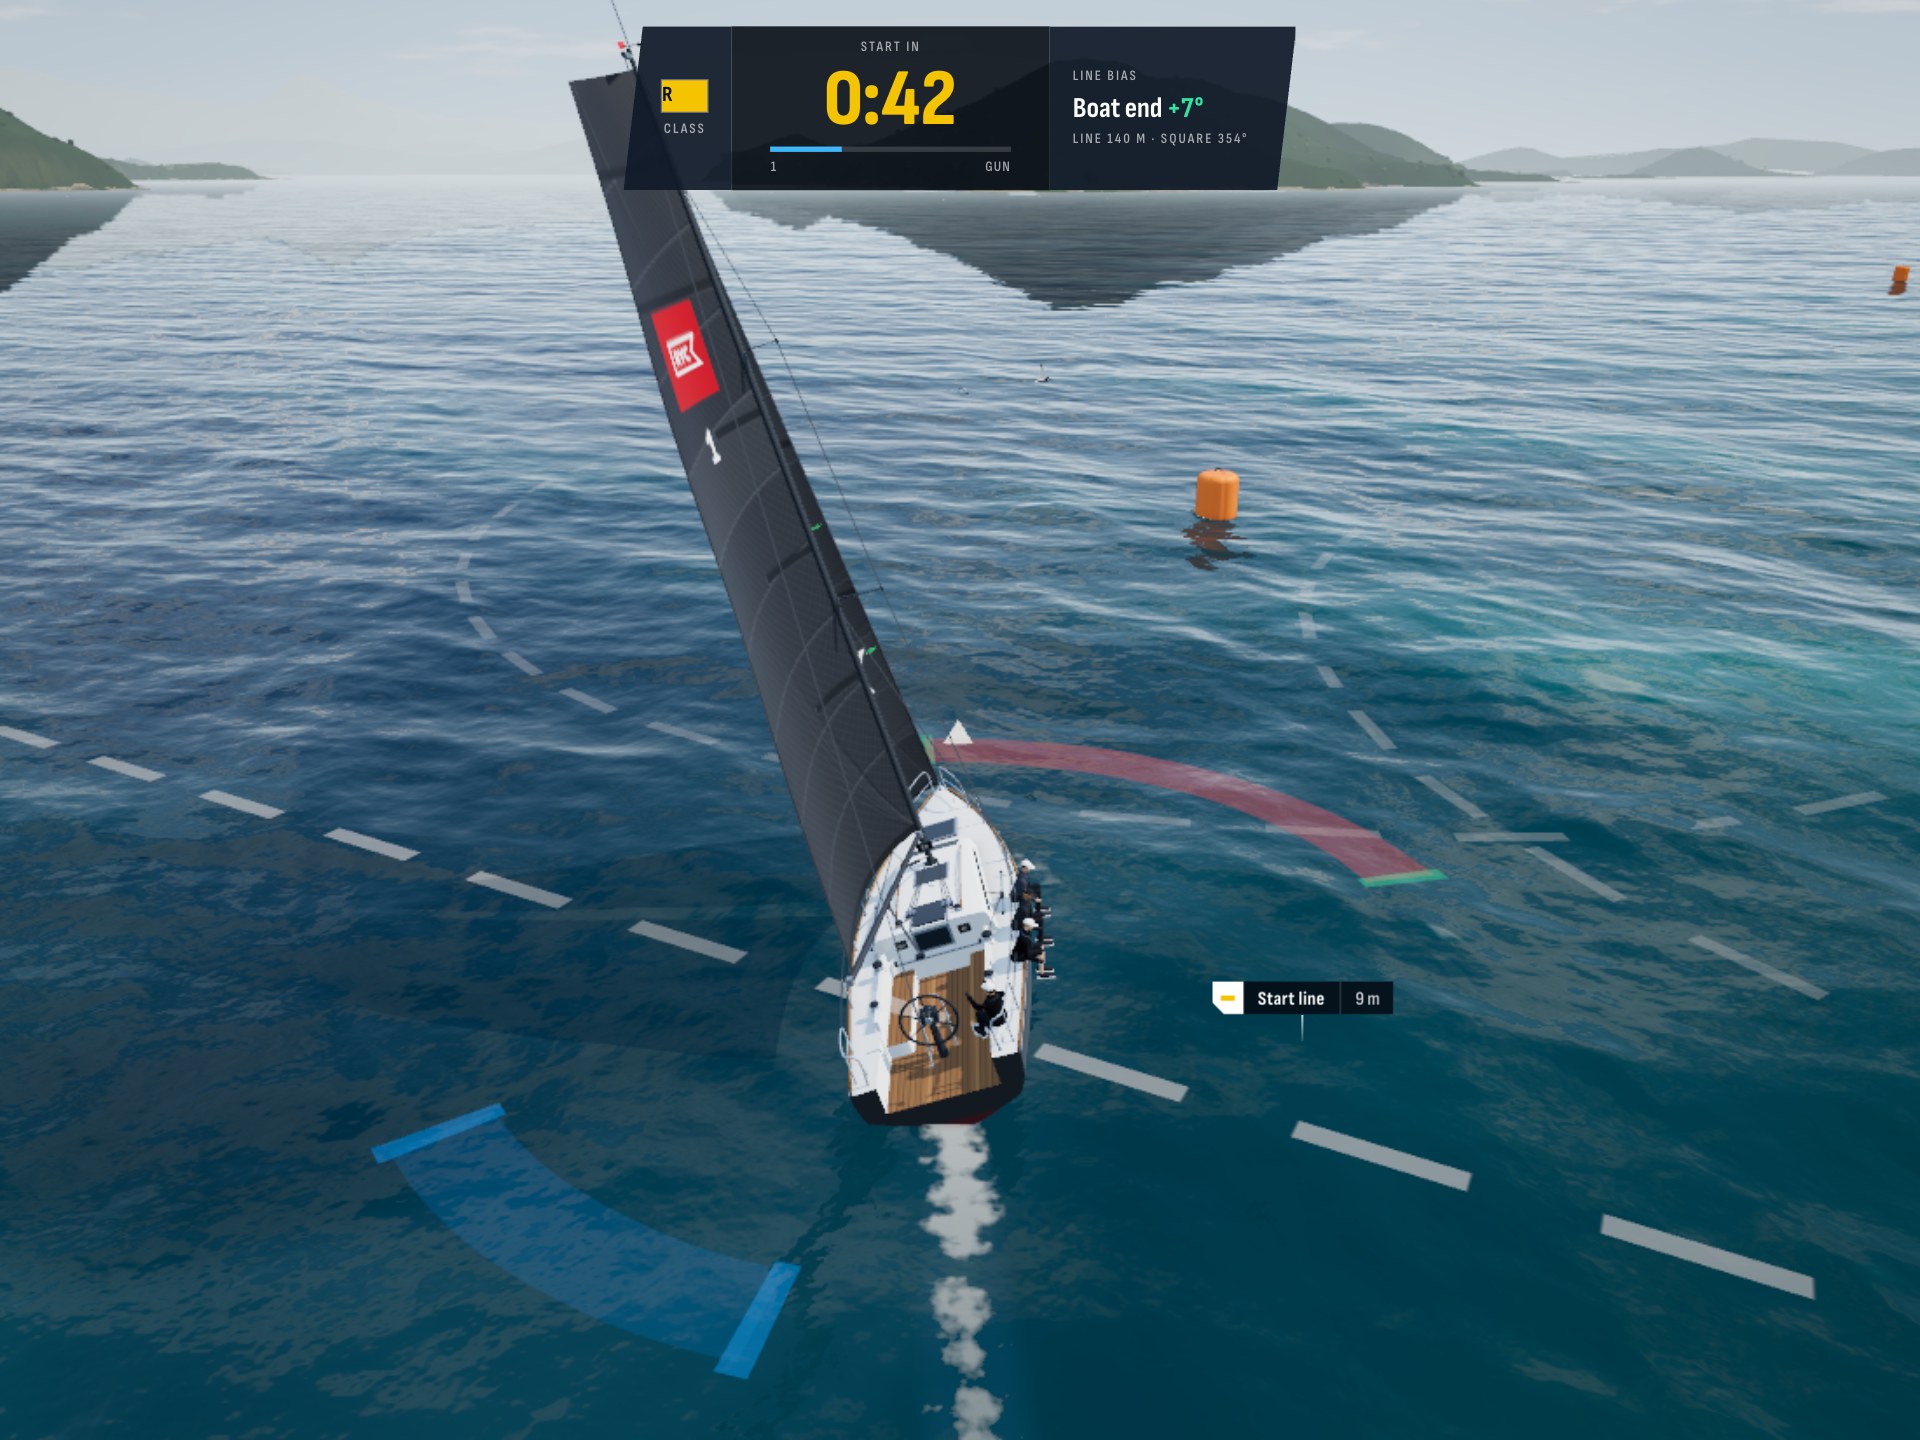 START IN
R
0:42
CLASS
1
GUN
LINE BIAS
Boat end +7°
LINE 140 M · SQUARE 354°
1
Start line
9 m